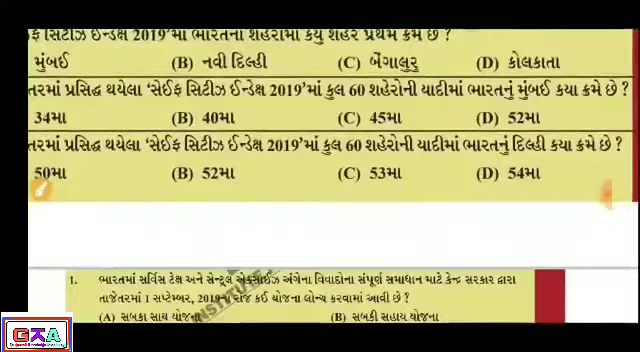 ફ સિટીઝ ઈન્ડેક્ષ 2019'માં ભારતના શહેરોમાં કયું શહેર પ્રથમ ક્રમે છે ?
મુંબઈ (B) નવી દિલ્હી (C) બેંગાલુરુ (D) કોલકાતા
તરમાં પ્રસિદ્ધ થયેલા ‘સેઈફ સિટીઝ ઈન્ડેક્ષ 2019'માં કુલ 60 શહેરોની યાદીમાં ભારતનું મુંબઈ કયા ક્રમે છે ?
34મા (B) 40મા (C) 45મા (D) 52મા
તરમાં પ્રસિદ્ધ થયેલા ‘સેઈફ સિટીઝ ઈન્ડેક્ષ 2019'માં કુલ 60 શહેરોની યાદીમાં ભારતનું દિલ્હી કયા ક્રમે છે ?
50મા (B) 52મા (C) 53મા (D) 54મા
1. ભારતમાં સર્વિસ ટેક્ષ અને સેન્ટ્રલ એક્સાઈઝ અંગેના વિવાદોના સંપૂર્ણ સમાધાન માટે કેન્દ્ર સરકાર દ્વારા
તાજેતરમાં 1 સપ્ટેમ્બર, 2019ના રોજ કઈ યોજના લોન્ચ કરવામાં આવી છે ?
(A) સબકા સાથ યોજના (B) સબકી સહાય યોજના
INSTITUTE
GKA